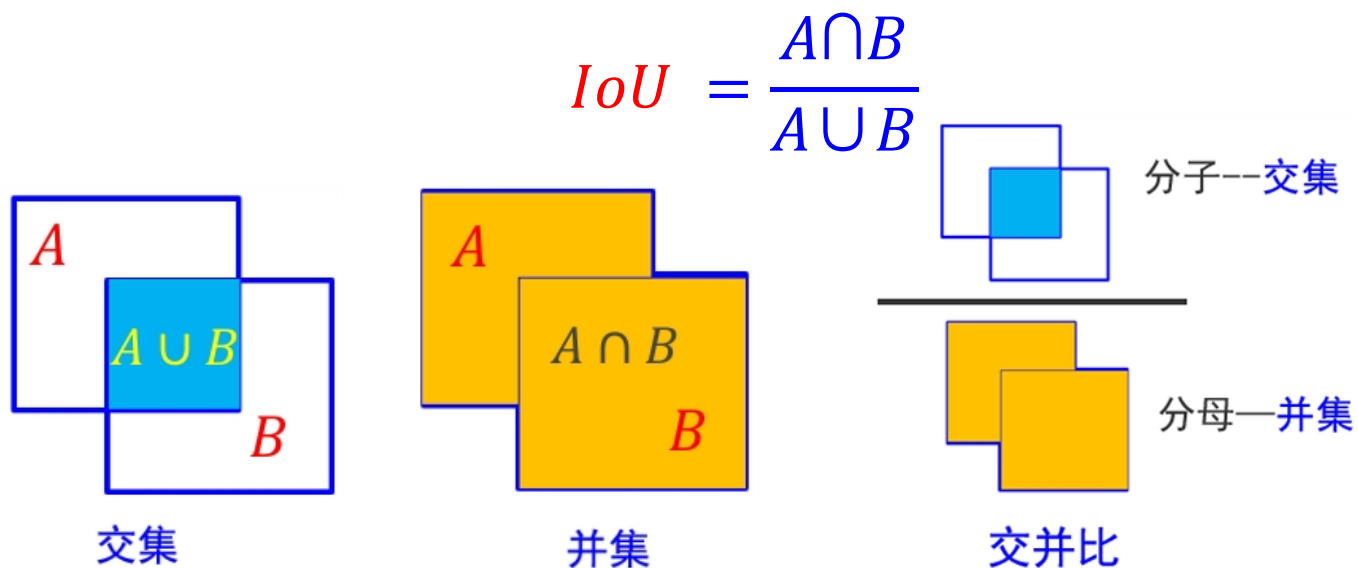 IoU = A∩B / A∪B
A
A ∪ B
B
交集
A
A ∩ B
B
并集
分子--交集
分母—并集
交并比